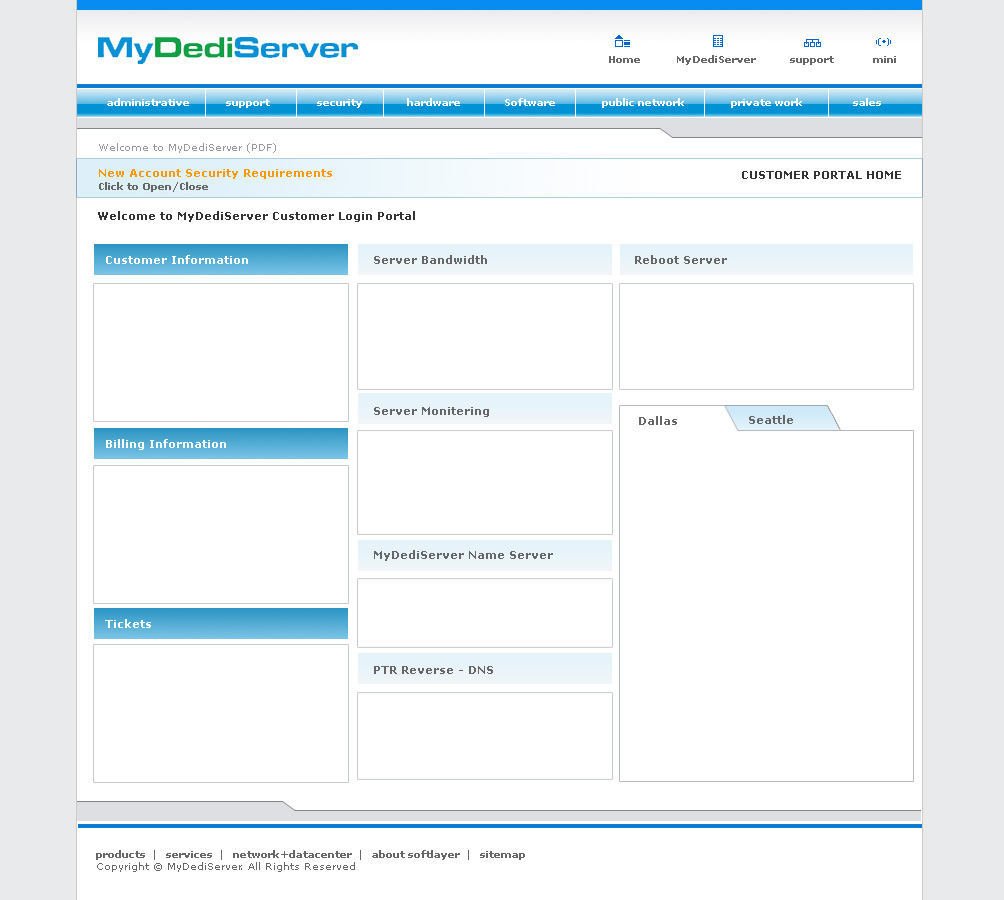 MyDediServer
Home MyDediServer support mini
administrative support security hardware Software public network private work sales
Welcome to MyDediServer (PDF)
New Account Security Requirements
Click to Open/Close
CUSTOMER PORTAL HOME
Welcome to MyDediServer Customer Login Portal
Customer Information
Server Bandwidth
Reboot Server
Server Monitering
Dallas Seattle
Billing Information
MyDediServer Name Server
Tickets
PTR Reverse - DNS
products | services | network+datacenter | about softlayer | sitemap
Copyright © MyDediServer. All Rights Reserved